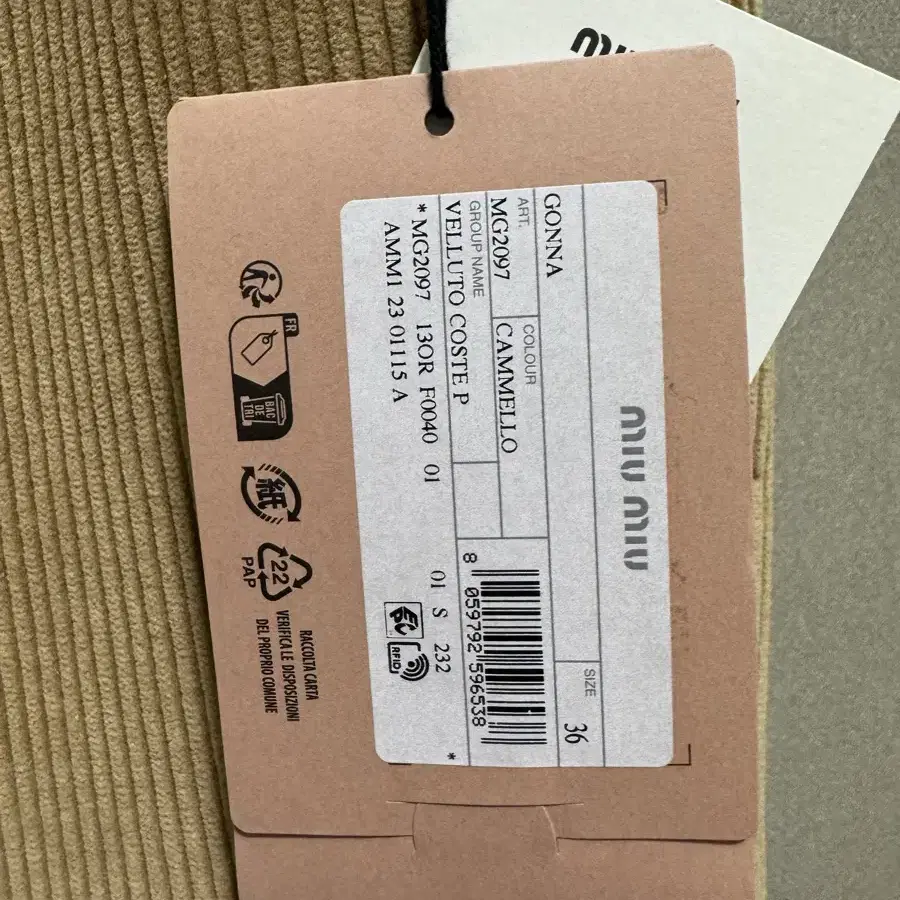 miu miu
GONNA
SIZE
36
ART.
MG2097
COLOUR
CAMMELLO
GROUP NAME
VELLUTO COSTE P
8 059792 596538
* MG2097 13OR F0040 01 01 S 232 *
AMM1 23 01115 A
RFID
FR
BAC
DE
TRI
紙
22
PAP
RACCOLTA CARTA
VERIFICA LE DISPOSIZIONI
DEL PROPRIO COMUNE